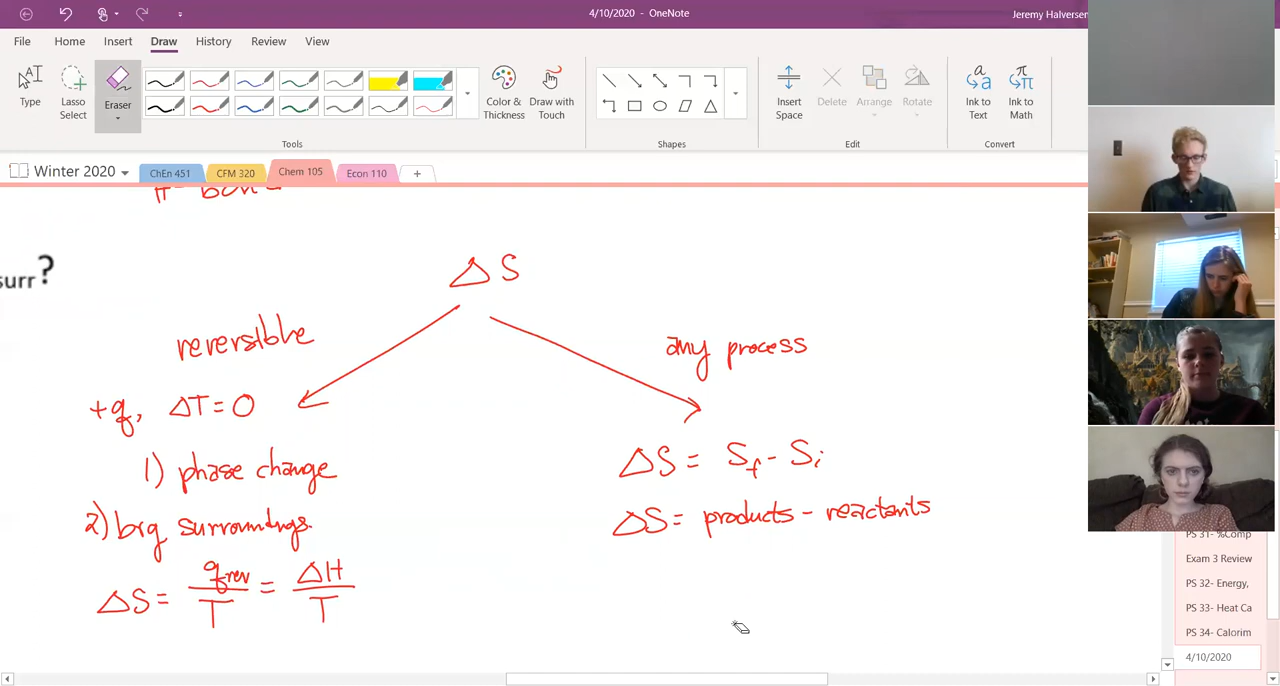 4/10/2020 - OneNote
Jeremy Halversen
File Home Insert Draw History Review View
Type
Lasso Select
Eraser
Color & Thickness
Draw with Touch
Insert Space
Delete
Arrange
Rotate
Ink to Text
Ink to Math
Tools
Shapes
Edit
Convert
Winter 2020
ChEn 451
CFM 320
Chem 105
Econ 110
+
surr?
ΔS
reversible
any process
+q, ΔT = 0
1) phase change
2) big surroundings
ΔS = qrev/T = ΔH/T
ΔS = Sf - Si
ΔS = products - reactants
PS 31- %Comp
Exam 3 Review
PS 32- Energy,
PS 33- Heat Ca
PS 34- Calorim
4/10/2020